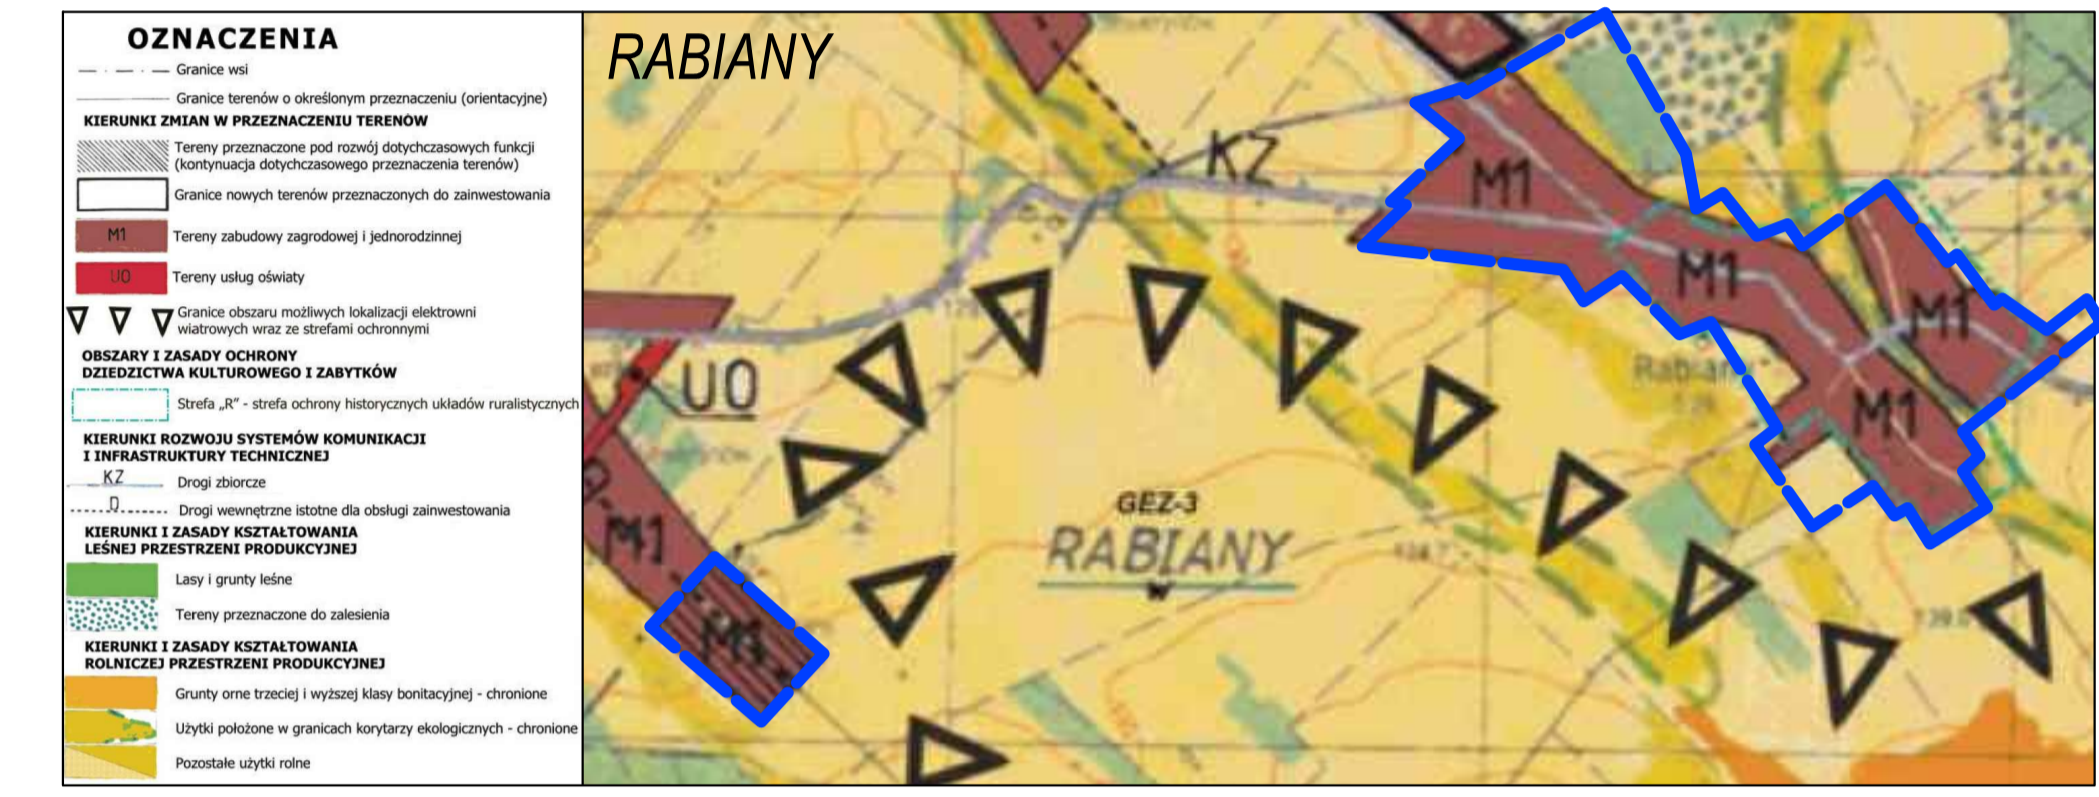 OZNACZENIA
Granice wsi
Granice terenów o określonym przeznaczeniu (orientacyjne)
KIERUNKI ZMIAN W PRZEZNACZENIU TERENÓW
Tereny przeznaczone pod rozwój dotychczasowych funkcji
(kontynuacja dotychczasowego przeznaczenia terenów)
Granice nowych terenów przeznaczonych do zainwestowania
M1 Tereny zabudowy zagrodowej i jednorodzinnej
UO Tereny usług oświaty
Granice obszaru możliwych lokalizacji elektrowni
wiatrowych wraz ze strefami ochronnymi
OBSZARY I ZASADY OCHRONY
DZIEDZICTWA KULTUROWEGO I ZABYTKÓW
Strefa „R" - strefa ochrony historycznych układów ruralistycznych
KIERUNKI ROZWOJU SYSTEMÓW KOMUNIKACJI
I INFRASTRUKTURY TECHNICZNEJ
KZ Drogi zbiorcze
D Drogi wewnętrzne istotne dla obsługi zainwestowania
KIERUNKI I ZASADY KSZTAŁTOWANIA
LEŚNEJ PRZESTRZENI PRODUKCYJNEJ
Lasy i grunty leśne
Tereny przeznaczone do zalesienia
KIERUNKI I ZASADY KSZTAŁTOWANIA
ROLNICZEJ PRZESTRZENI PRODUKCYJNEJ
Grunty orne trzeciej i wyższej klasy bonitacyjnej - chronione
Użytki położone w granicach korytarzy ekologicznych - chronione
Pozostałe użytki rolne
RABIANY
KZ
M1
M1
M1
Rabiany
UO
M1
GEZ-3
RABIANY
M1
M1